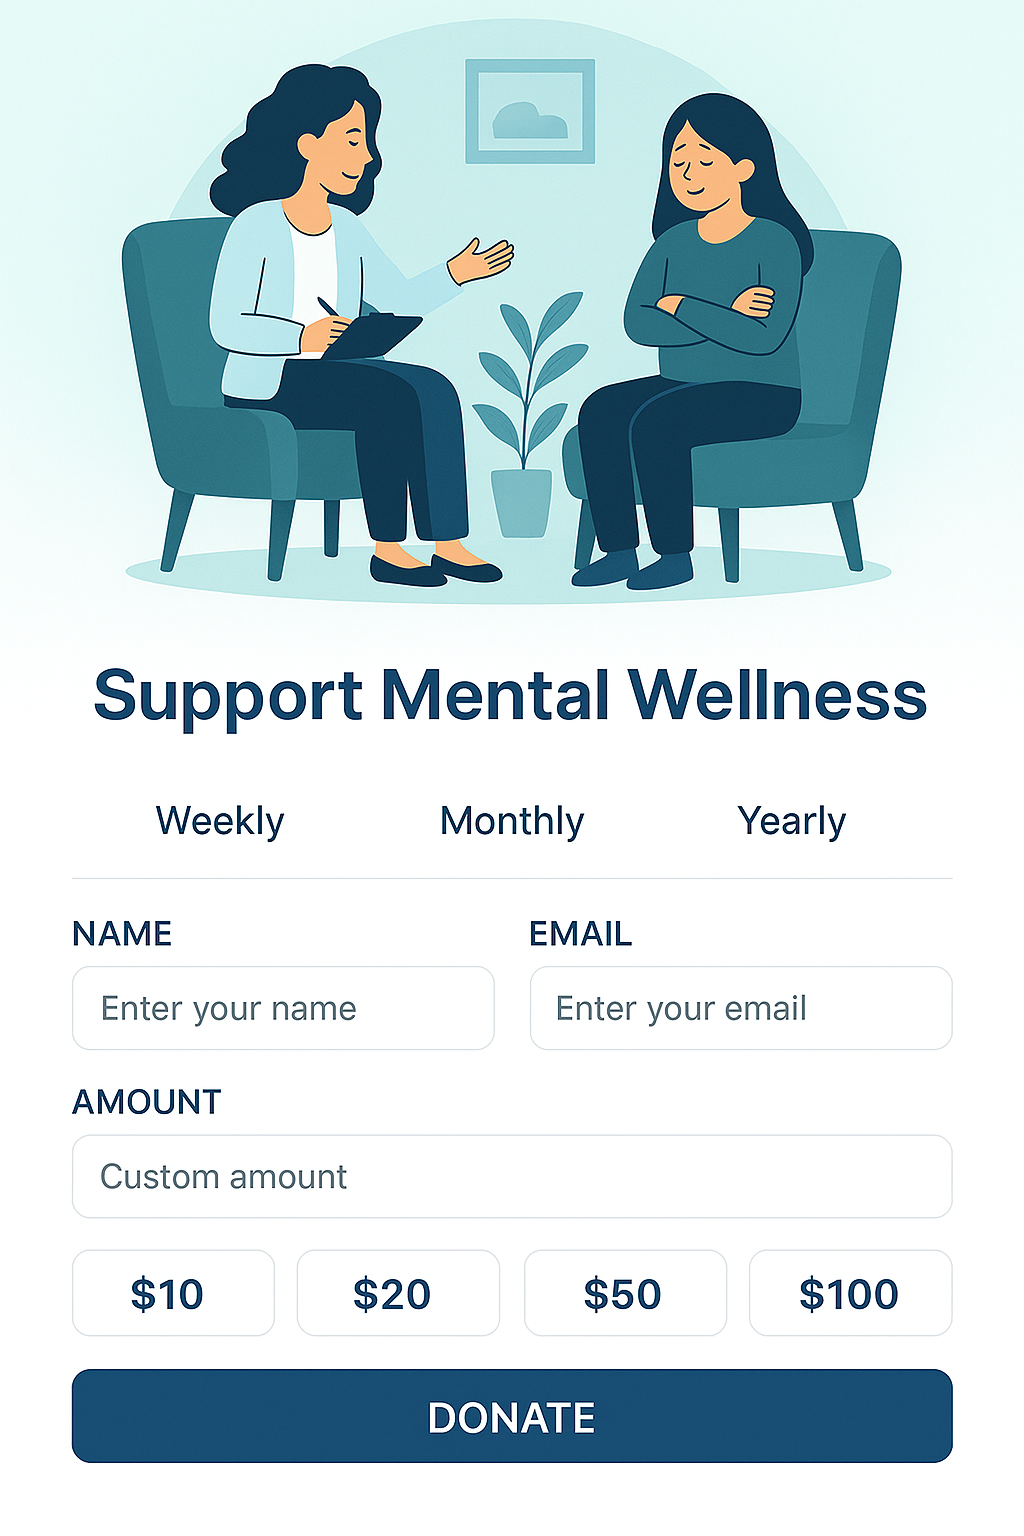 Support Mental Wellness
Weekly Monthly Yearly
NAME EMAIL
Enter your name Enter your email
AMOUNT
Custom amount
$10 $20 $50 $100
DONATE